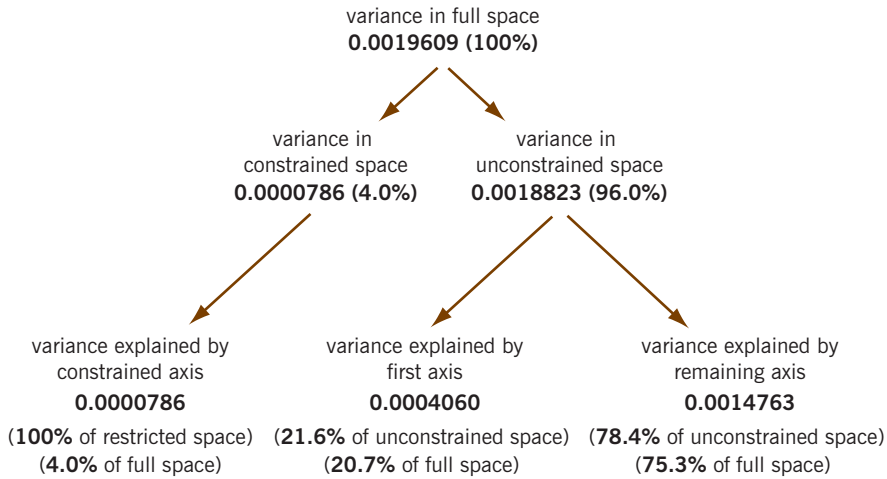 variance in full space
0.0019609 (100%)
variance in
constrained space
0.0000786 (4.0%)
variance in
unconstrained space
0.0018823 (96.0%)
variance explained by
constrained axis
0.0000786
(100% of restricted space)
(4.0% of full space)
variance explained by
first axis
0.0004060
(21.6% of unconstrained space)
(20.7% of full space)
variance explained by
remaining axis
0.0014763
(78.4% of unconstrained space)
(75.3% of full space)